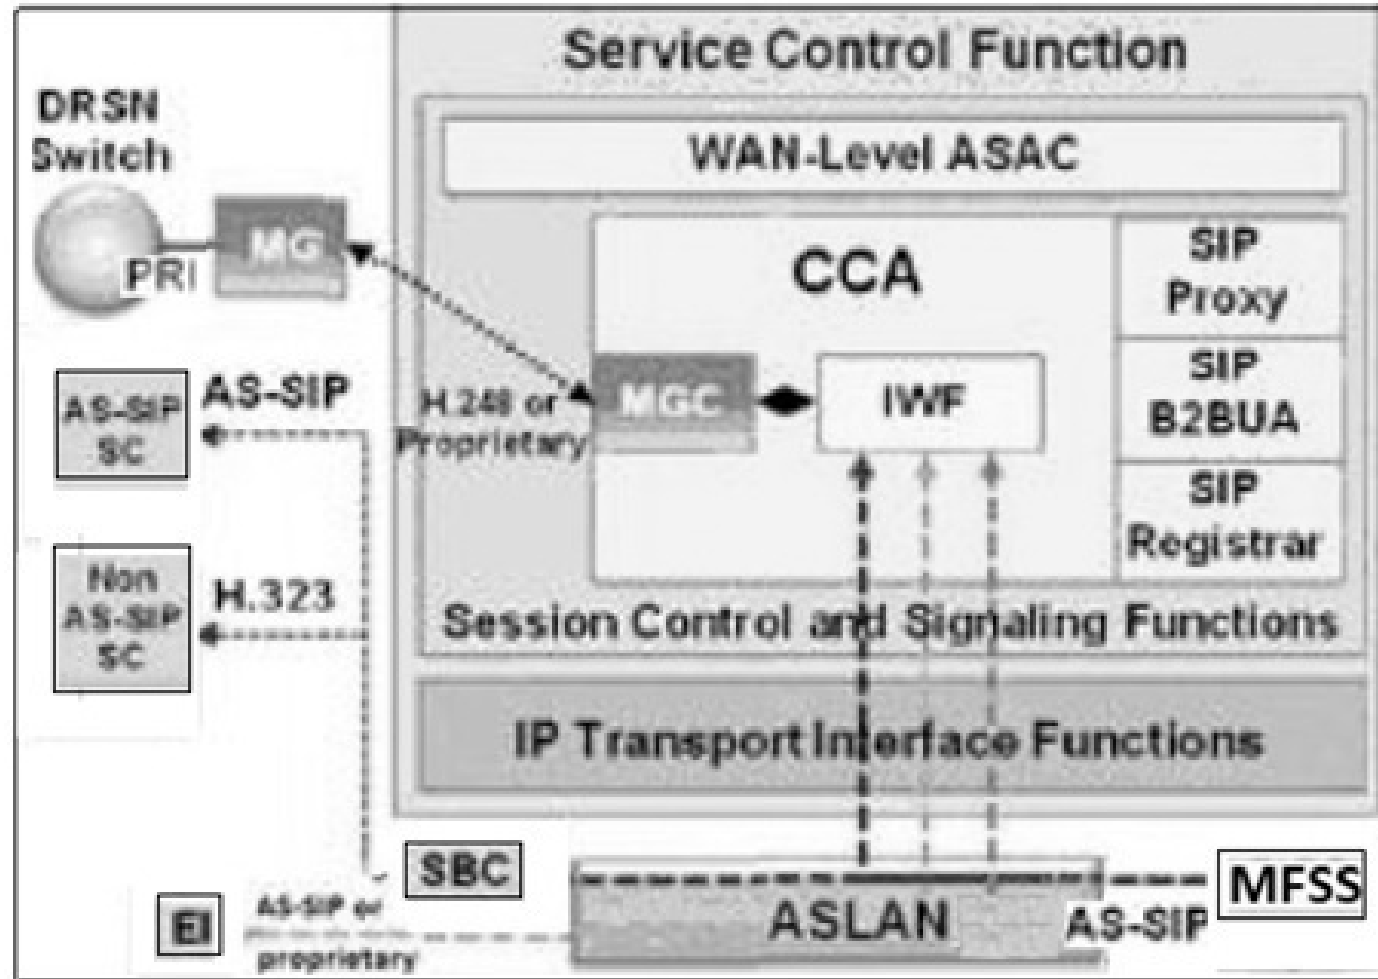 Service Control Function
DRSN
Switch
WAN-Level ASAC
MG
PRI
CCA
SIP
Proxy
AS-SIP
SC
AS-SIP
H.248 or
Proprietary
MGC
IWF
SIP
B2BUA
SIP
Registrar
Non
AS-SIP
SC
H.323
Session Control and Signaling Functions
IP Transport Interface Functions
SBC
MFSS
EI
AS-SIP or
proprietary
ASLAN
AS-SIP